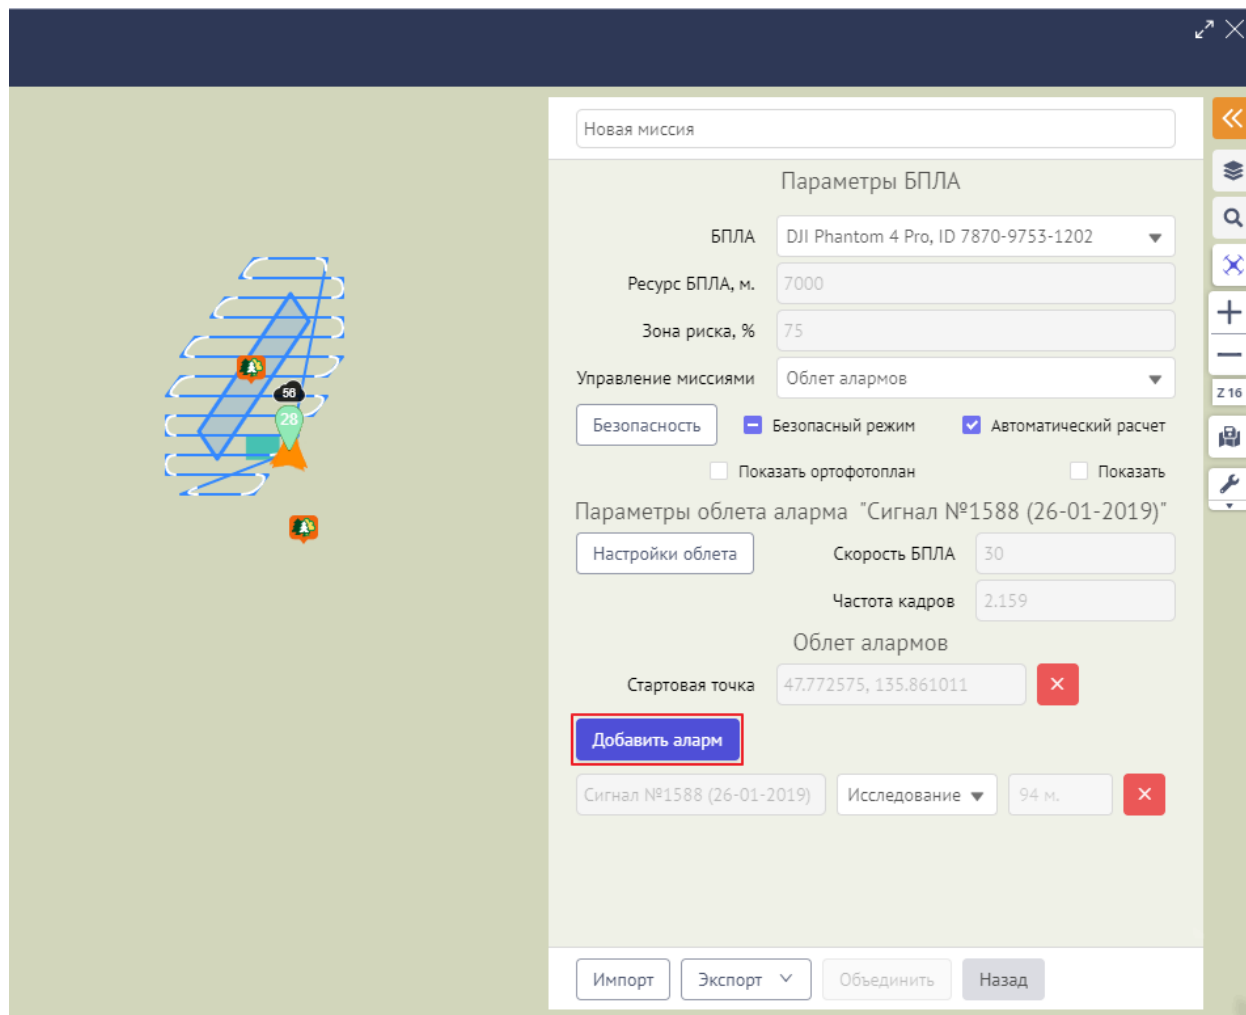 Новая миссия
Параметры БПЛА
БПЛА DJI Phantom 4 Pro, ID 7870-9753-1202
Ресурс БПЛА, м. 7000
Зона риска, % 75
Управление миссиями Облет алармов
Безопасность Безопасный режим Автоматический расчет
Показать ортофотоплан Показать
Параметры облета аларма "Сигнал №1588 (26-01-2019)"
Настройки облета Скорость БПЛА 30
Частота кадров 2.159
Облет алармов
Стартовая точка 47.772575, 135.861011
Добавить аларм
Сигнал №1588 (26-01-2019) Исследование 94 м.
Импорт Экспорт Объединить Назад
Z 16
56
28